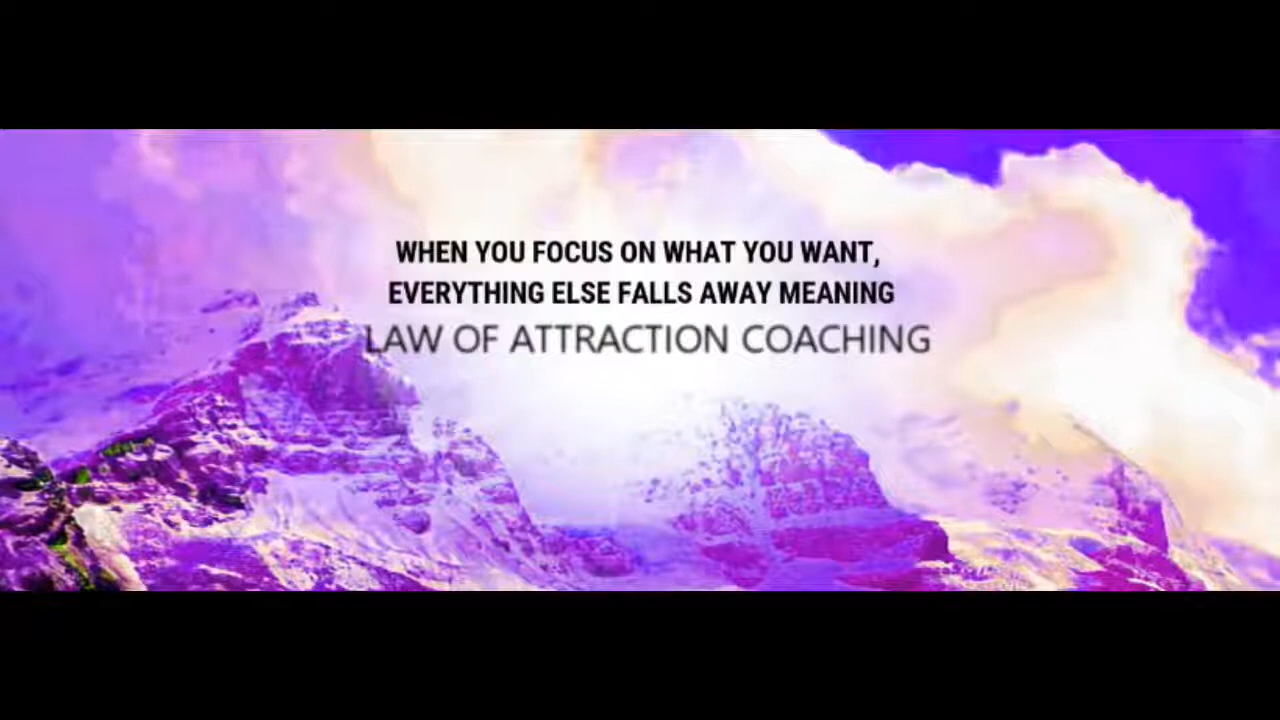 WHEN YOU FOCUS ON WHAT YOU WANT,
EVERYTHING ELSE FALLS AWAY MEANING
LAW OF ATTRACTION COACHING